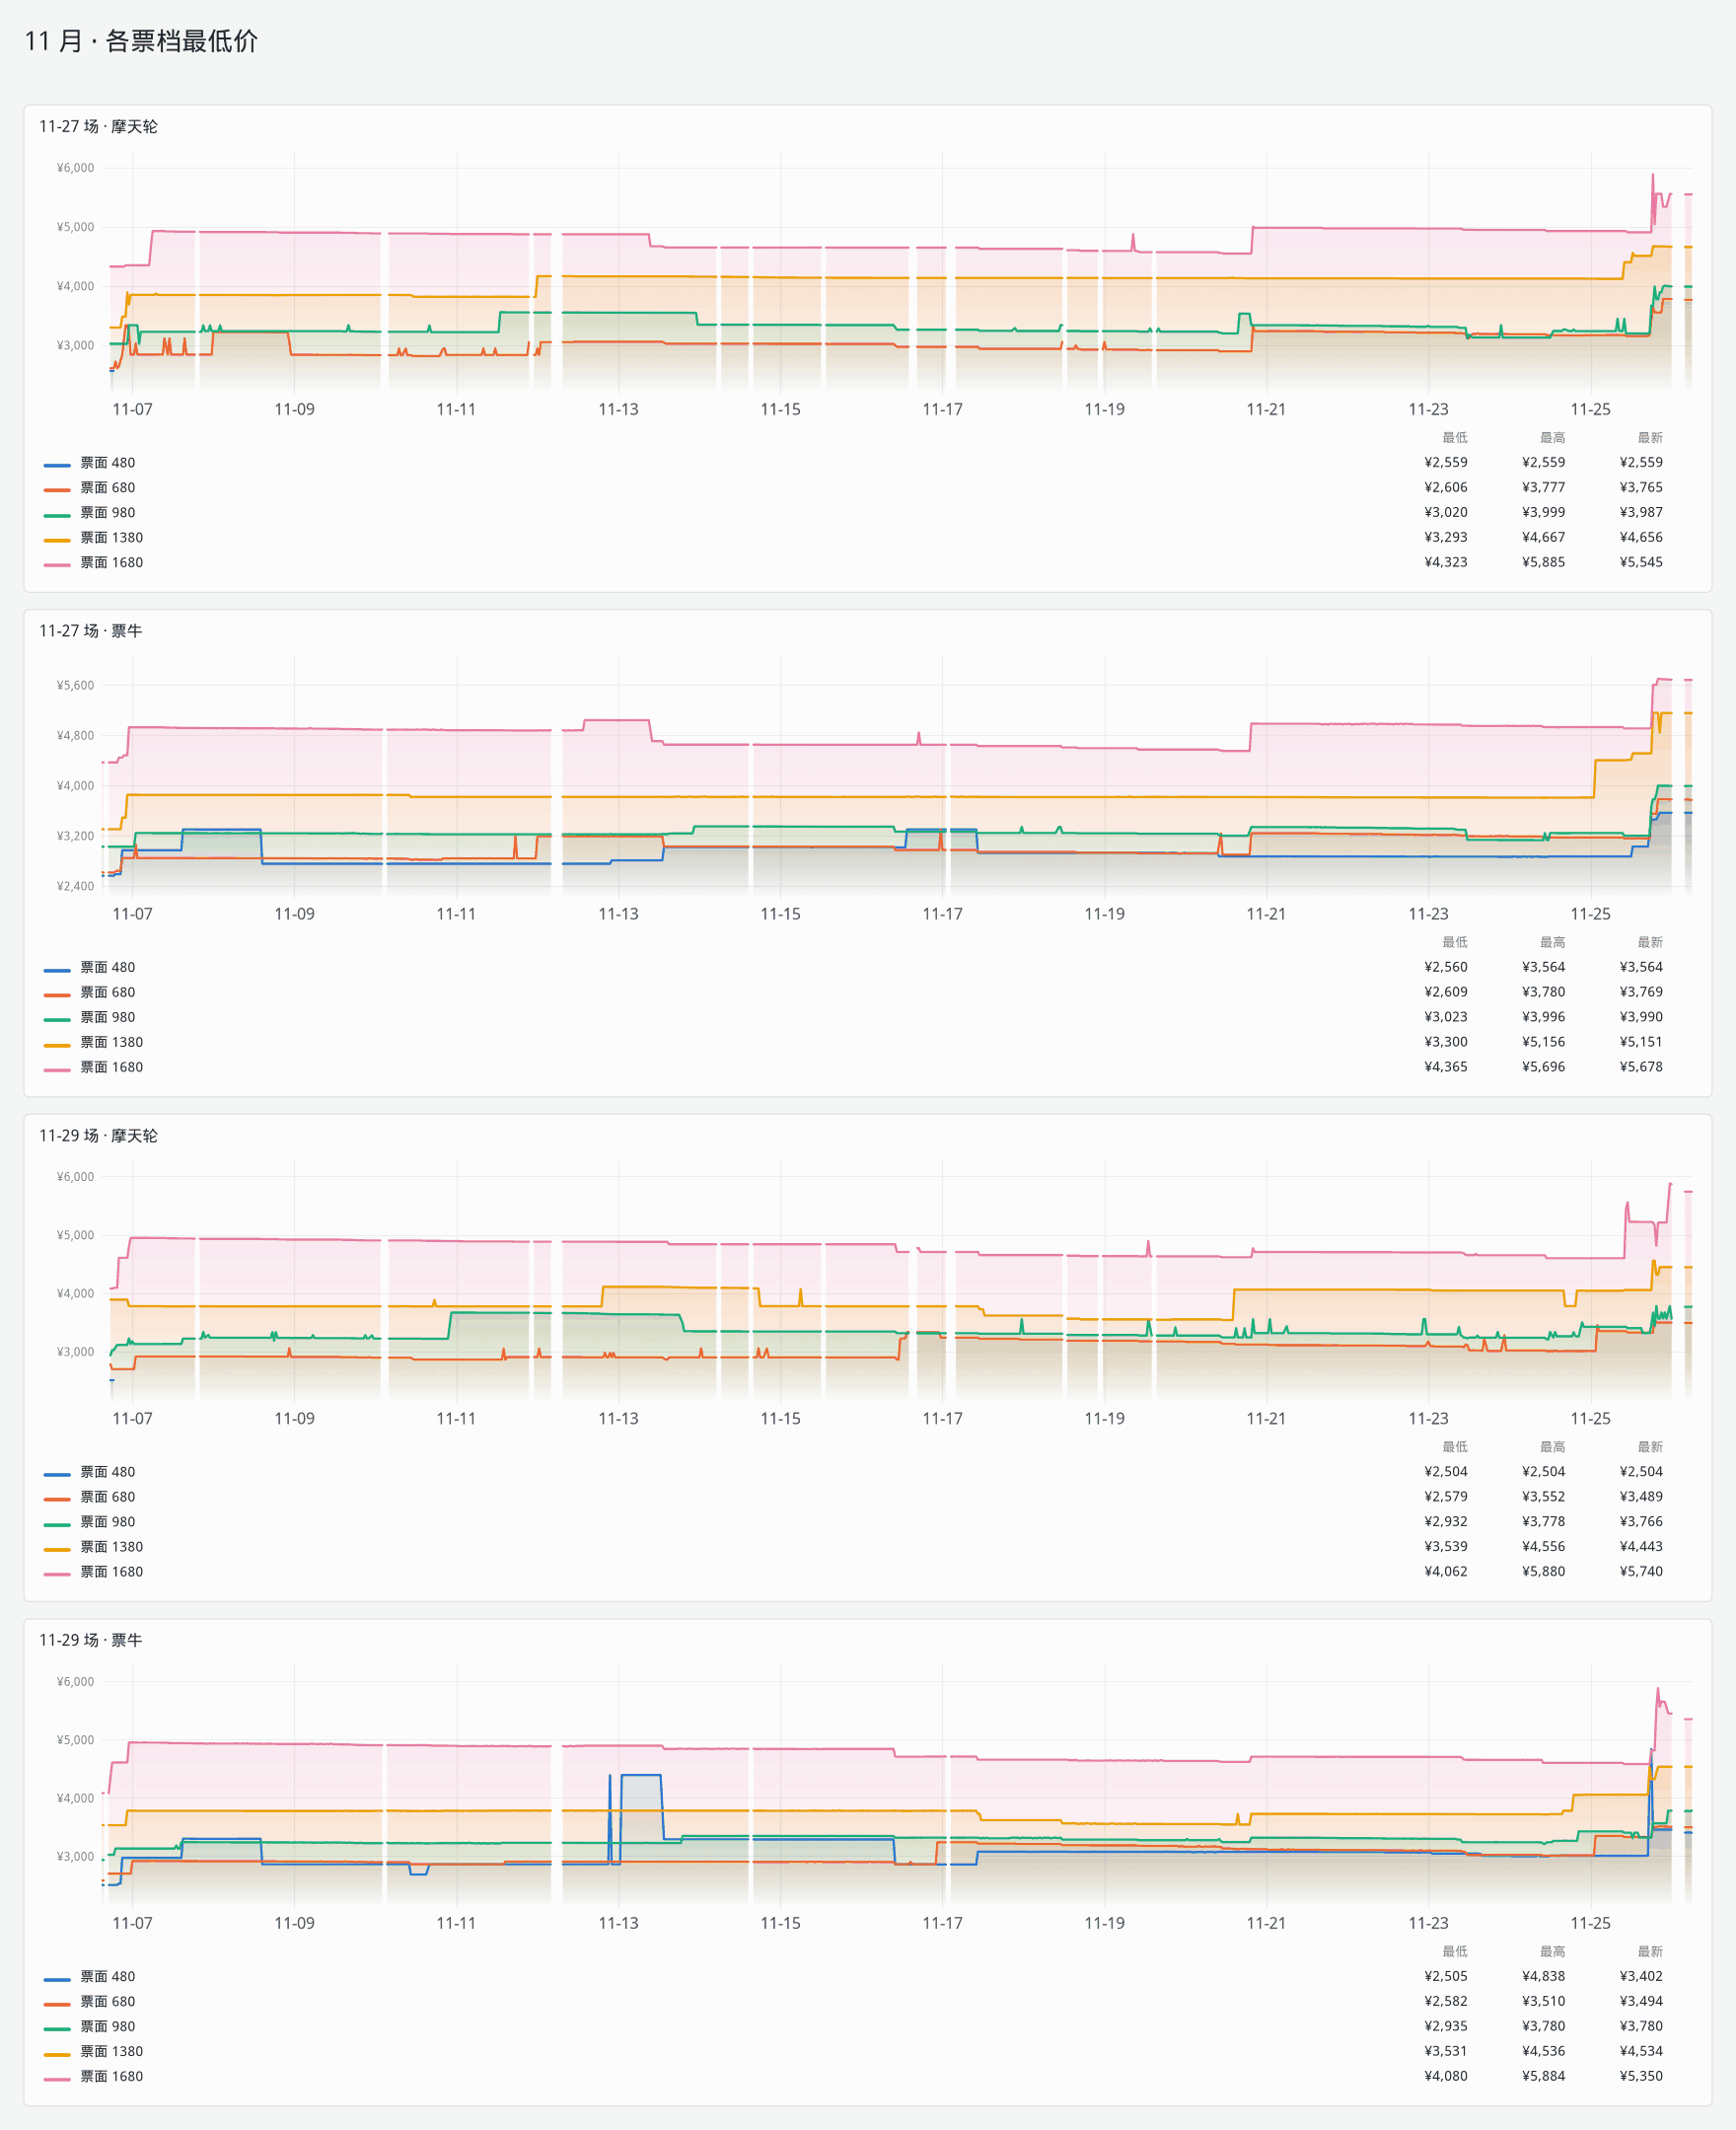 11 月 · 各票档最低价
11-27 场 · 摩天轮
¥6,000
¥5,000
¥4,000
¥3,000
11-07 11-09 11-11 11-13 11-15 11-17 11-19 11-21 11-23 11-25
最低 最高 最新
票面 480 ¥2,559 ¥2,559 ¥2,559
票面 680 ¥2,606 ¥3,777 ¥3,765
票面 980 ¥3,020 ¥3,999 ¥3,987
票面 1380 ¥3,293 ¥4,667 ¥4,656
票面 1680 ¥4,323 ¥5,885 ¥5,545
11-27 场 · 票牛
¥5,600
¥4,800
¥4,000
¥3,200
¥2,400
11-07 11-09 11-11 11-13 11-15 11-17 11-19 11-21 11-23 11-25
最低 最高 最新
票面 480 ¥2,560 ¥3,564 ¥3,564
票面 680 ¥2,609 ¥3,780 ¥3,769
票面 980 ¥3,023 ¥3,996 ¥3,990
票面 1380 ¥3,300 ¥5,156 ¥5,151
票面 1680 ¥4,365 ¥5,696 ¥5,678
11-29 场 · 摩天轮
¥6,000
¥5,000
¥4,000
¥3,000
11-07 11-09 11-11 11-13 11-15 11-17 11-19 11-21 11-23 11-25
最低 最高 最新
票面 480 ¥2,504 ¥2,504 ¥2,504
票面 680 ¥2,579 ¥3,552 ¥3,489
票面 980 ¥2,932 ¥3,778 ¥3,766
票面 1380 ¥3,539 ¥4,556 ¥4,443
票面 1680 ¥4,062 ¥5,880 ¥5,740
11-29 场 · 票牛
¥6,000
¥5,000
¥4,000
¥3,000
11-07 11-09 11-11 11-13 11-15 11-17 11-19 11-21 11-23 11-25
最低 最高 最新
票面 480 ¥2,505 ¥4,838 ¥3,402
票面 680 ¥2,582 ¥3,510 ¥3,494
票面 980 ¥2,935 ¥3,780 ¥3,780
票面 1380 ¥3,531 ¥4,536 ¥4,534
票面 1680 ¥4,080 ¥5,884 ¥5,350